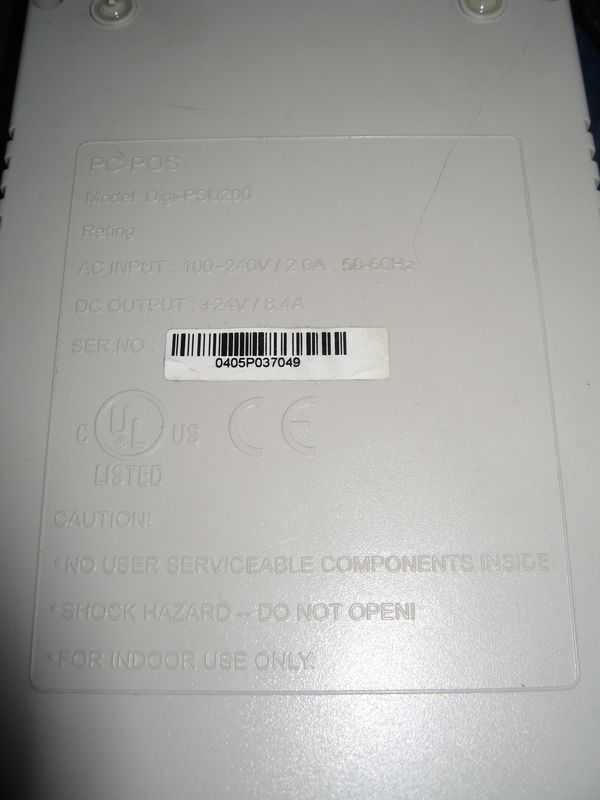 PC-POS
Model: Digi-PSU200
Rating:
AC INPUT : 100~240V / 2.0A , 50-60Hz
DC OUTPUT : +24V / 8.4A
SER.NO.:
0405P037049
C UL US CE
LISTED
CAUTION!
*NO USER SERVICEABLE COMPONENTS INSIDE
*SHOCK HAZARD -- DO NOT OPEN!
*FOR INDOOR USE ONLY.